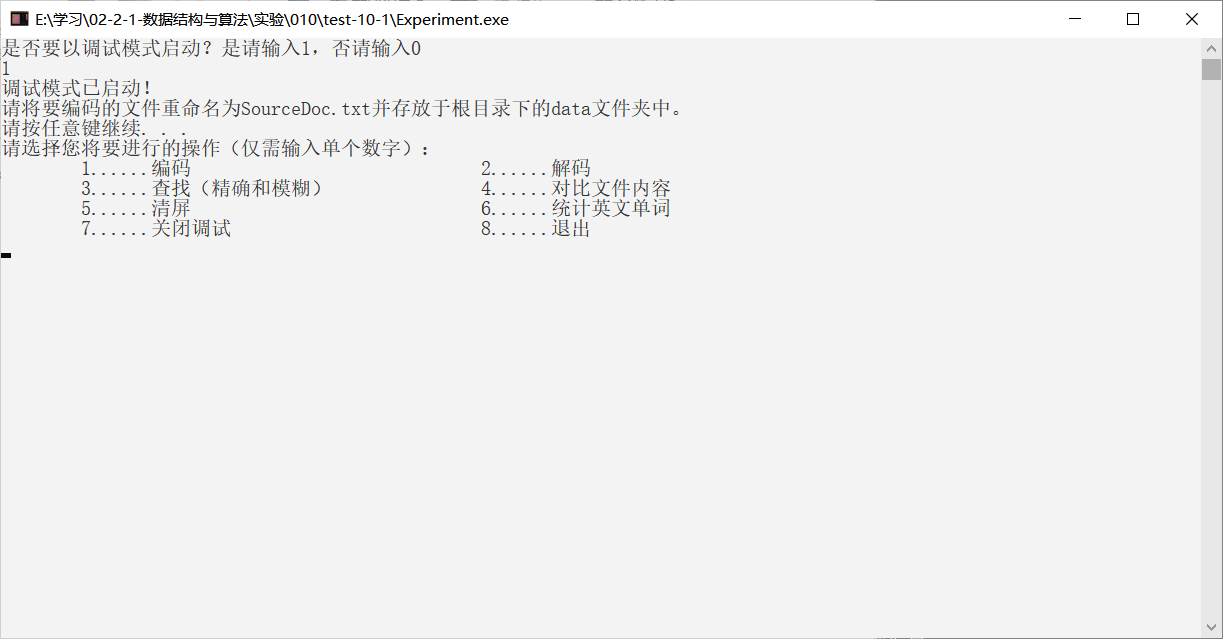 E:\学习\02-2-1-数据结构与算法\实验\010\test-10-1\Experiment.exe
是否要以调试模式启动？是请输入1，否请输入0
1
调试模式已启动！
请将要编码的文件重命名为SourceDoc.txt并存放于根目录下的data文件夹中。
请按任意键继续. . .
请选择您将要进行的操作（仅需输入单个数字）：
1......编码 2......解码
3......查找（精确和模糊） 4......对比文件内容
5......清屏 6......统计英文单词
7......关闭调试 8......退出